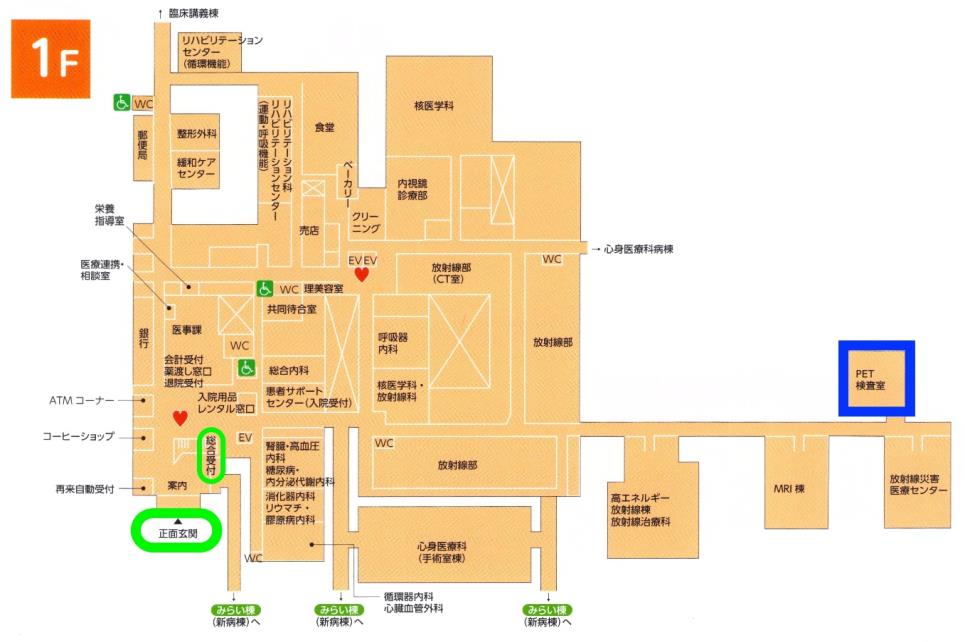 ↑ 臨床講義棟
1F
リハビリテーション
センター
(循環機能)
WC
郵便局
整形外科
緩和ケア
センター
リハビリテーション科
リハビリテーションセンター
(運動・呼吸機能)
食堂
ベーカリー
核医学科
内視鏡
診療部
クリー
ニング
売店
栄養
指導室
医療連携・
相談室
→ 心身医療科病棟
EV EV
WC
放射線部
(CT室)
WC 理美容室
共同待合室
医事課
銀行
WC
会計受付
薬渡し窓口
退院受付
総合内科
呼吸器
内科
放射線部
患者サポート
センター(入院受付)
核医学科・
放射線科
入院用品
レンタル窓口
ATMコーナー
PET
検査室
コーヒーショップ
総合受付
EV
腎臓・高血圧
内科
糖尿病・
内分泌代謝内科
消化器内科
リウマチ・
膠原病内科
WC
放射線部
再来自動受付
案内
▲
正面玄関
高エネルギー
放射線棟
放射線治療科
MRI 棟
放射線災害
医療センター
WC
心身医療科
(手術室棟)
循環器内科
心臓血管外科
↓
みらい棟
(新病棟)へ
↓
みらい棟
(新病棟)へ
↓
みらい棟
(新病棟)へ